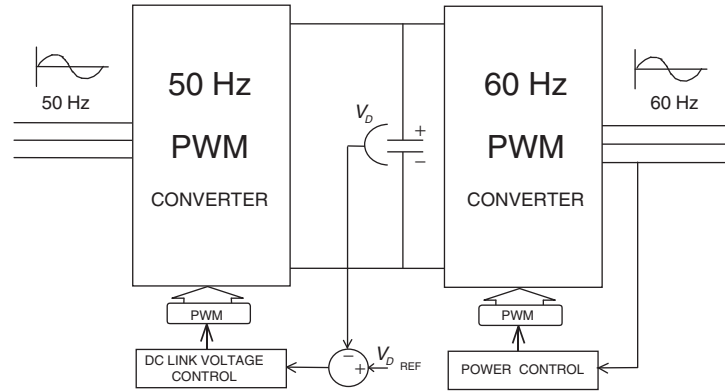 50 Hz
50 Hz
PWM
CONVERTER
PWM
DC LINK VOLTAGE
CONTROL
V_D
+
−
−
+
V_D REF
60 Hz
PWM
CONVERTER
PWM
POWER CONTROL
60 Hz